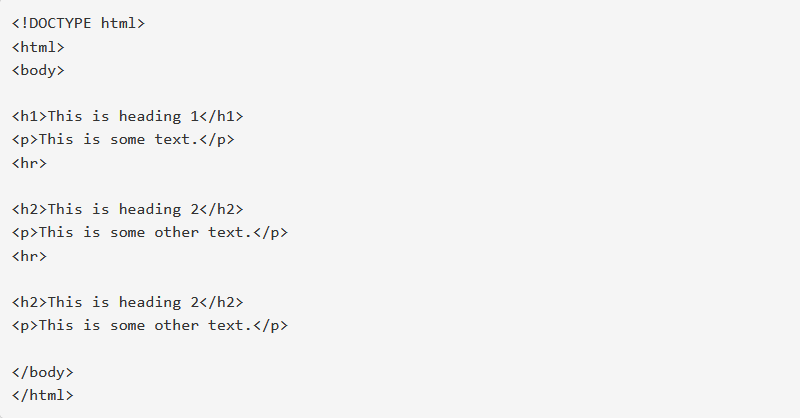 <!DOCTYPE html>
<html>
<body>
<h1>This is heading 1</h1>
<p>This is some text.</p>
<hr>
<h2>This is heading 2</h2>
<p>This is some other text.</p>
<hr>
<h2>This is heading 2</h2>
<p>This is some other text.</p>
</body>
</html>